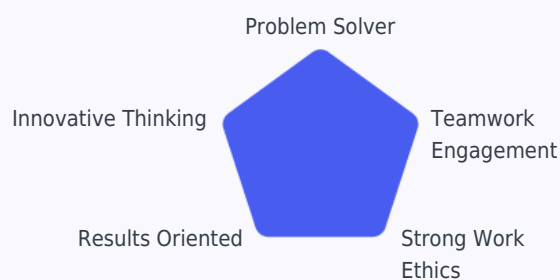 Problem Solver
Innovative Thinking
Teamwork
Engagement
Results Oriented
Strong Work
Ethics